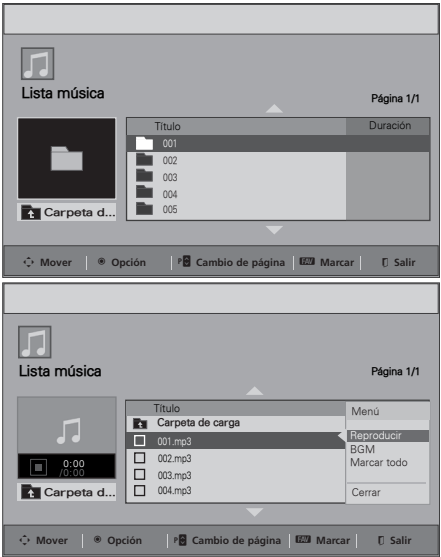 Lista música
Página 1/1
Título Duración
001
002
003
004
005
Carpeta d...
Mover Opción P Cambio de página FAV Marcar Salir
Lista música
Página 1/1
Título
Carpeta de carga
001.mp3
002.mp3
003.mp3
004.mp3
Menú
Reproducir
BGM
Marcar todo
Cerrar
0:00
/0:00
Carpeta d...
Mover Opción P Cambio de página FAV Marcar Salir